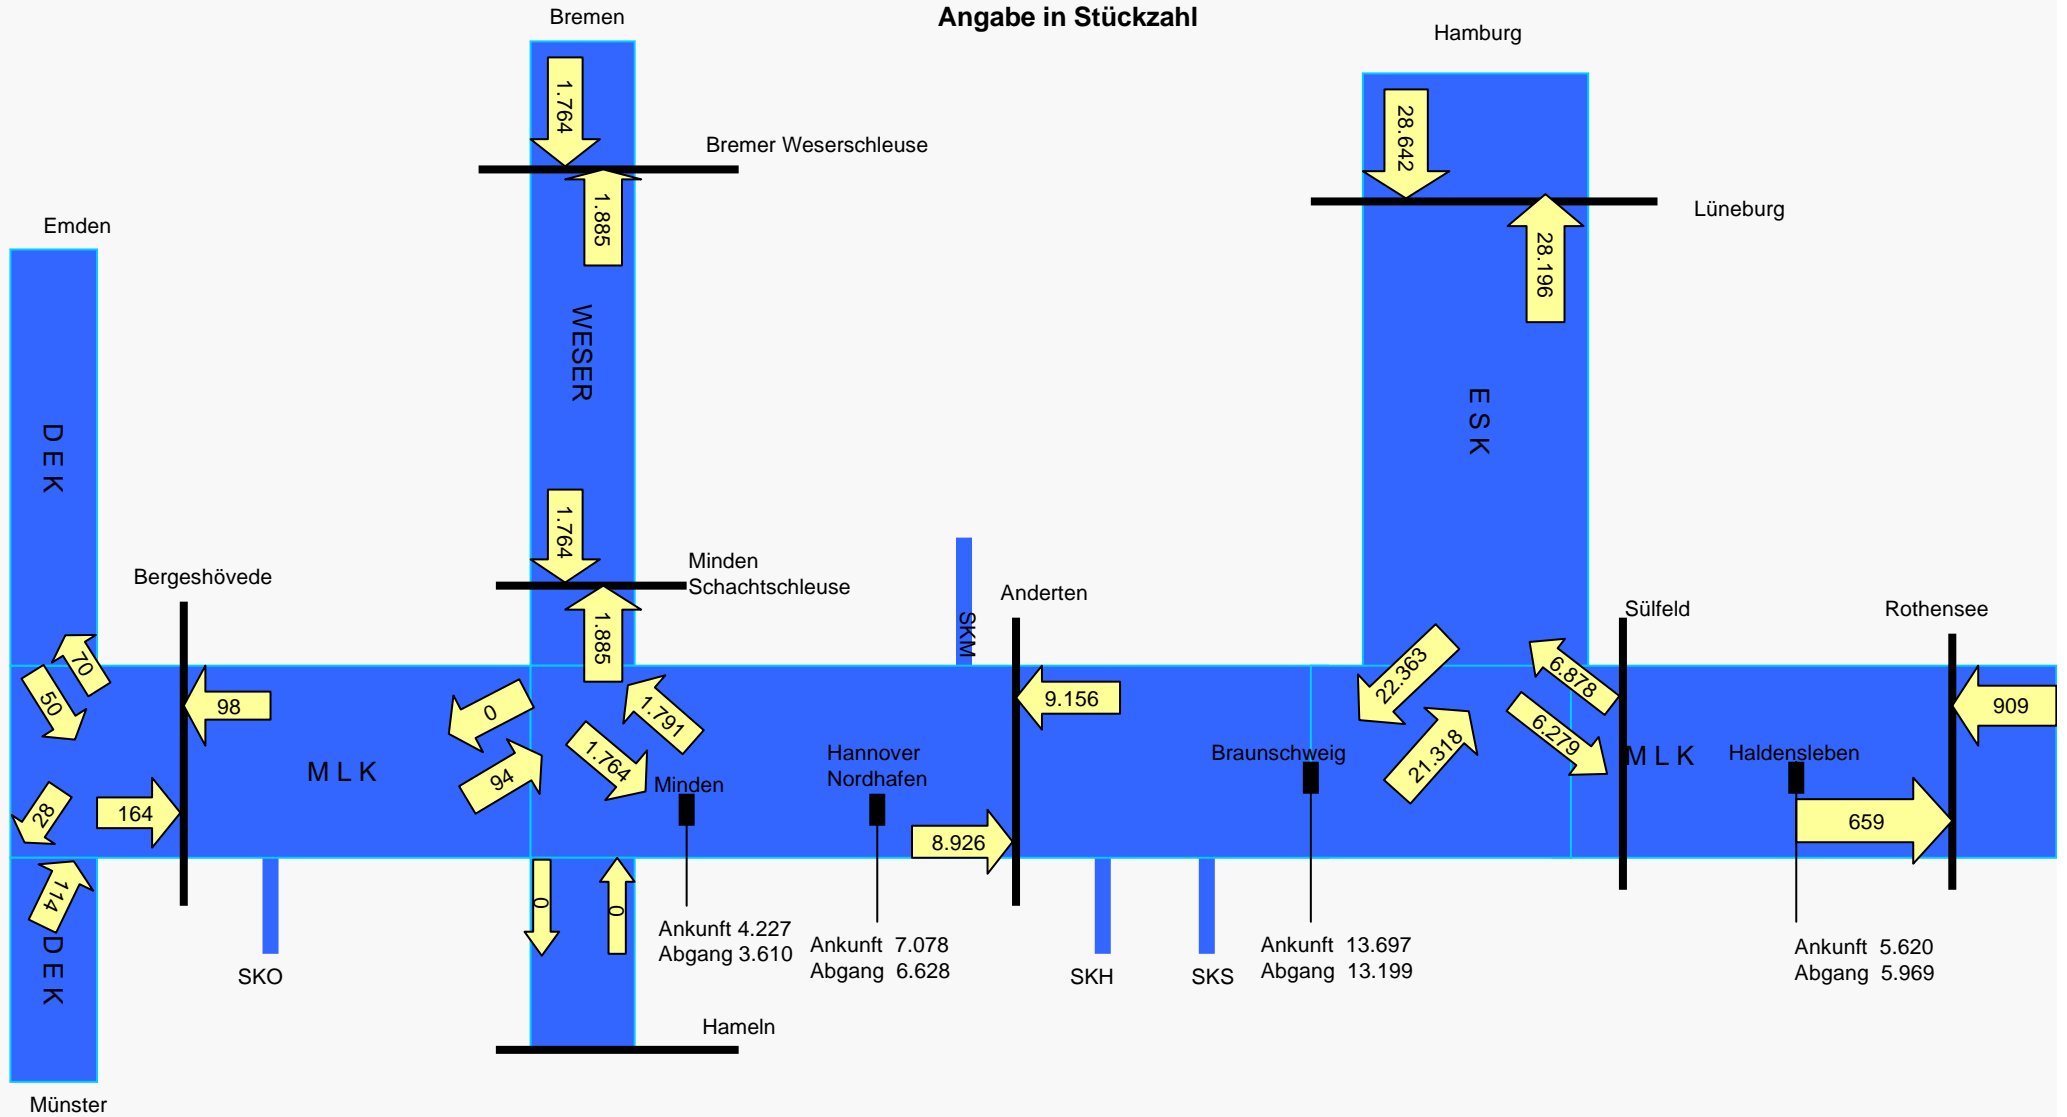 Angabe in Stückzahl
Bremen
Hamburg
1.764
28.642
Bremer Weserschleuse
1.885
Lüneburg
Emden
28.196
WESER
E S K
D E K
1.764
Minden
Schachtschleuse
Bergeshövede
Anderten
Sülfeld
Rothensee
SKM
1.885
70
50
98
0
1.791
9.156
22.363
6.878
909
94
1.764
M L K
Hannover
Nordhafen
Minden
Braunschweig
21.318
6.279
M L K
Haldensleben
28
164
8.926
659
114
0
0
D E K
SKO
Ankunft 4.227
Abgang 3.610
Ankunft 7.078
Abgang 6.628
SKH
SKS
Ankunft 13.697
Abgang 13.199
Ankunft 5.620
Abgang 5.969
Hameln
Münster